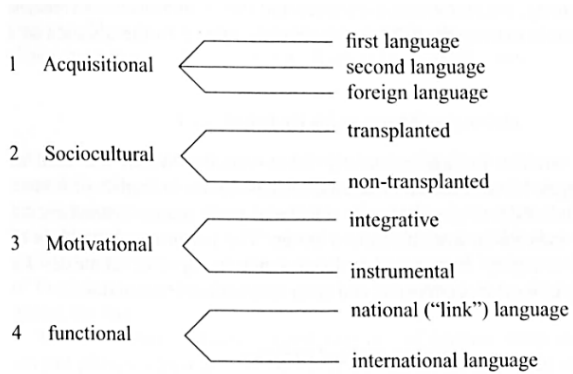 first language
1 Acquisitional second language
foreign language
transplanted
2 Sociocultural
non-transplanted
integrative
3 Motivational
instrumental
national (“link”) language
4 functional
international language